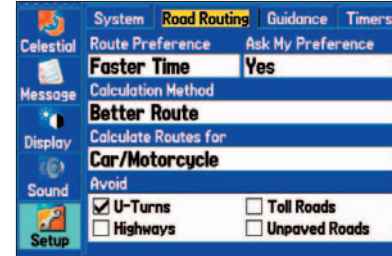 System Road Routing Guidance Timers
Celestial
Route Preference Ask My Preference
Faster Time Yes
Message
Calculation Method
Better Route
Display
Calculate Routes for
Car/Motorcycle
Sound
Avoid
U-Turns Toll Roads
Highways Unpaved Roads
Setup